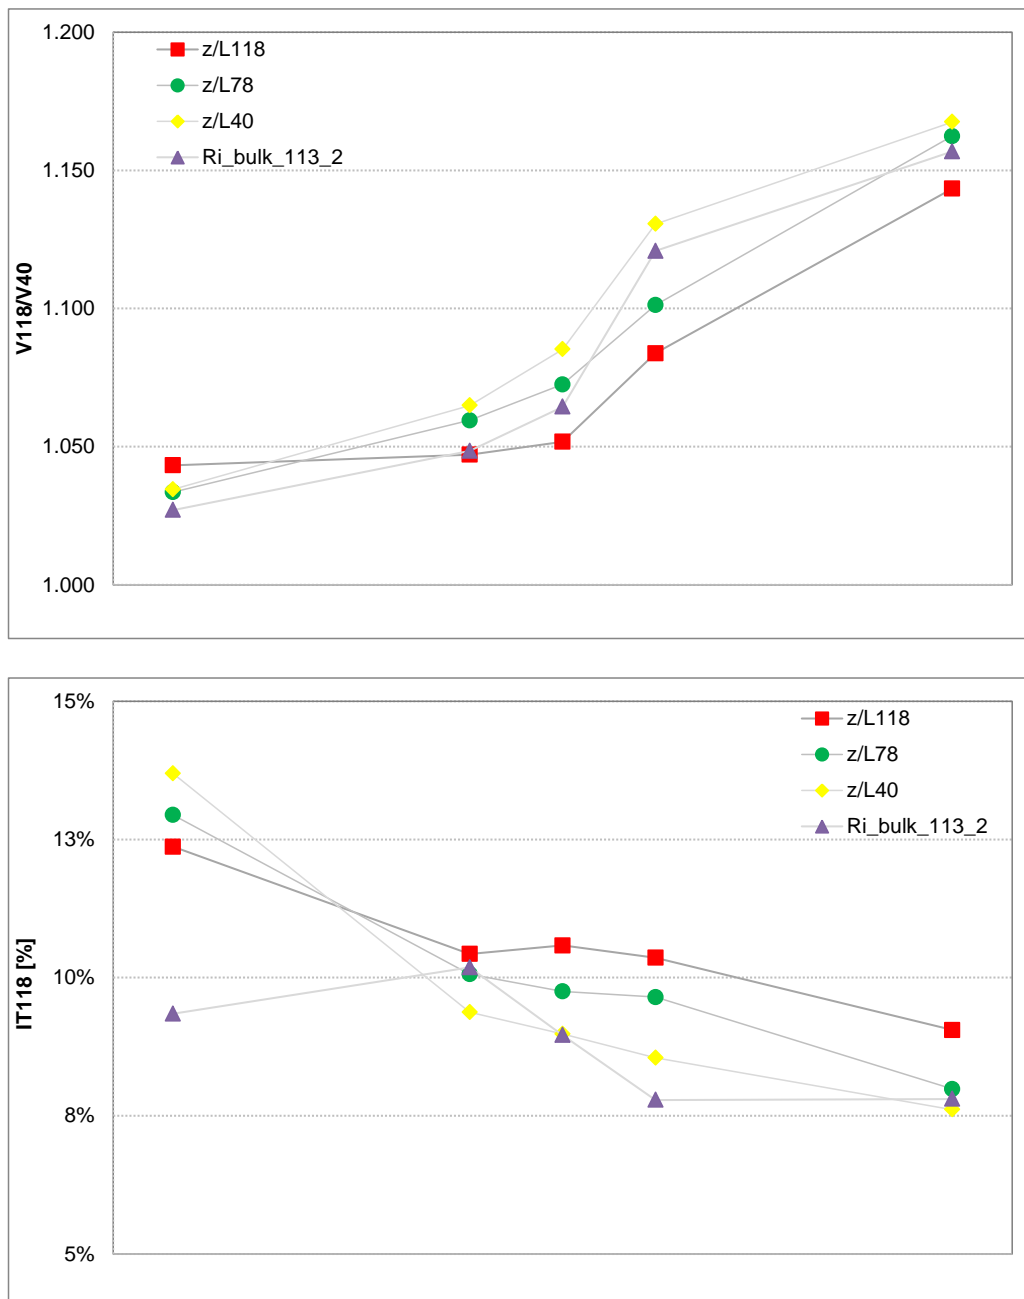 1.200
z/L118
z/L78
z/L40
Ri_bulk_113_2
1.150
1.100
1.050
1.000
V118/V40
15%
z/L118
z/L78
z/L40
Ri_bulk_113_2
13%
10%
8%
5%
IT118 [%]